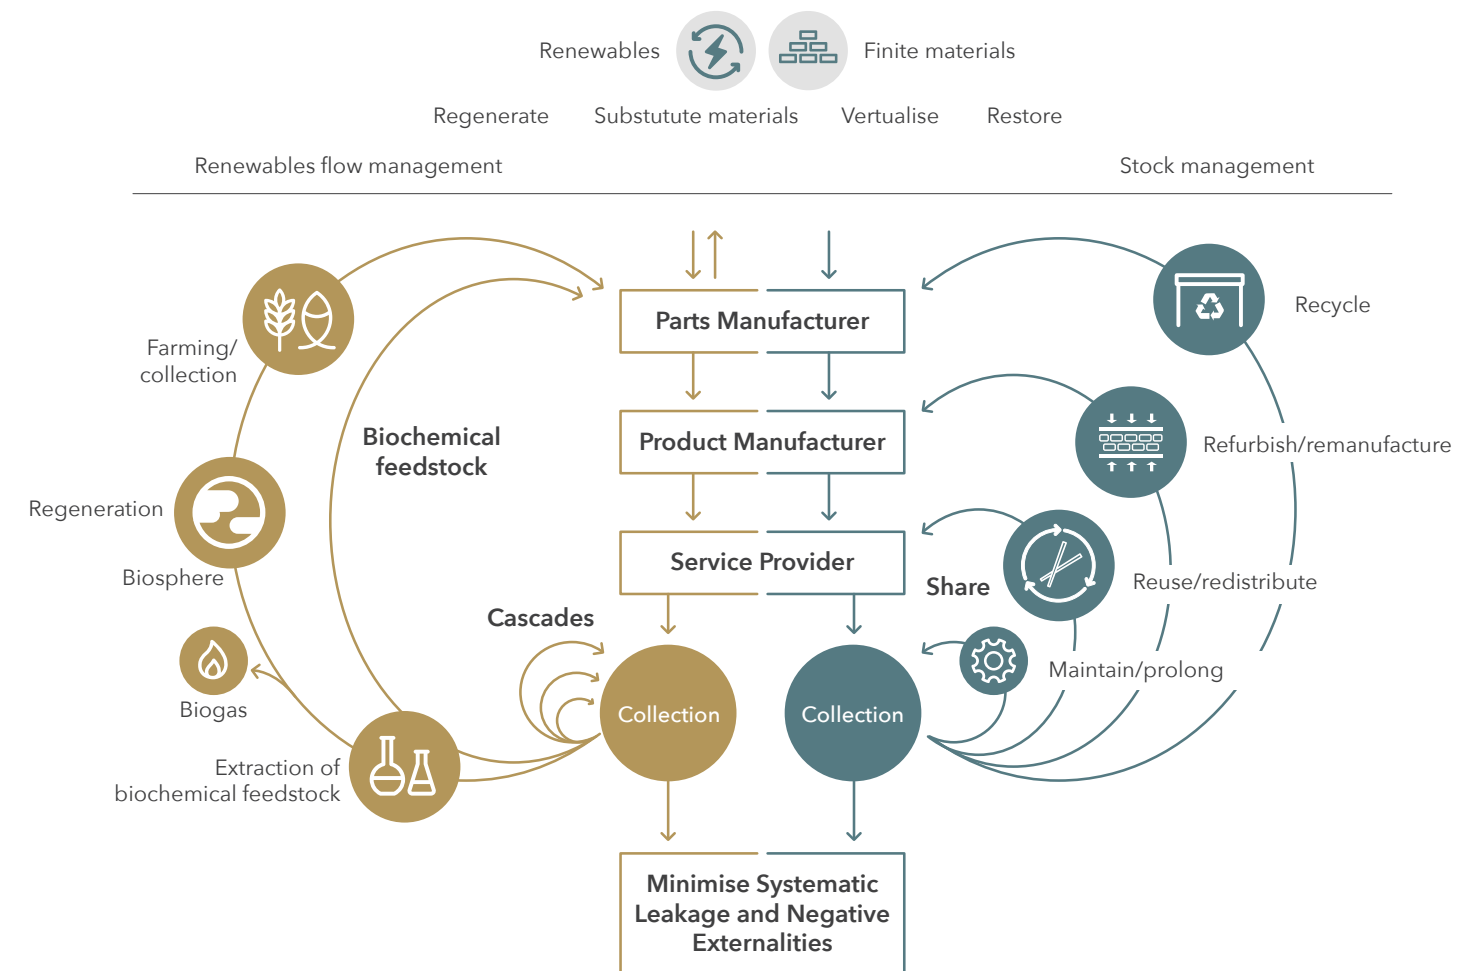 Renewables
Finite materials
Regenerate
Substutute materials
Vertualise
Restore
Renewables flow management
Stock management
Parts Manufacturer
Recycle
Farming/
collection
Biochemical
feedstock
Product Manufacturer
Refurbish/remanufacture
Regeneration
Biosphere
Service Provider
Share
Reuse/redistribute
Cascades
Maintain/prolong
Biogas
Collection
Collection
Extraction of
biochemical feedstock
Minimise Systematic
Leakage and Negative
Externalities